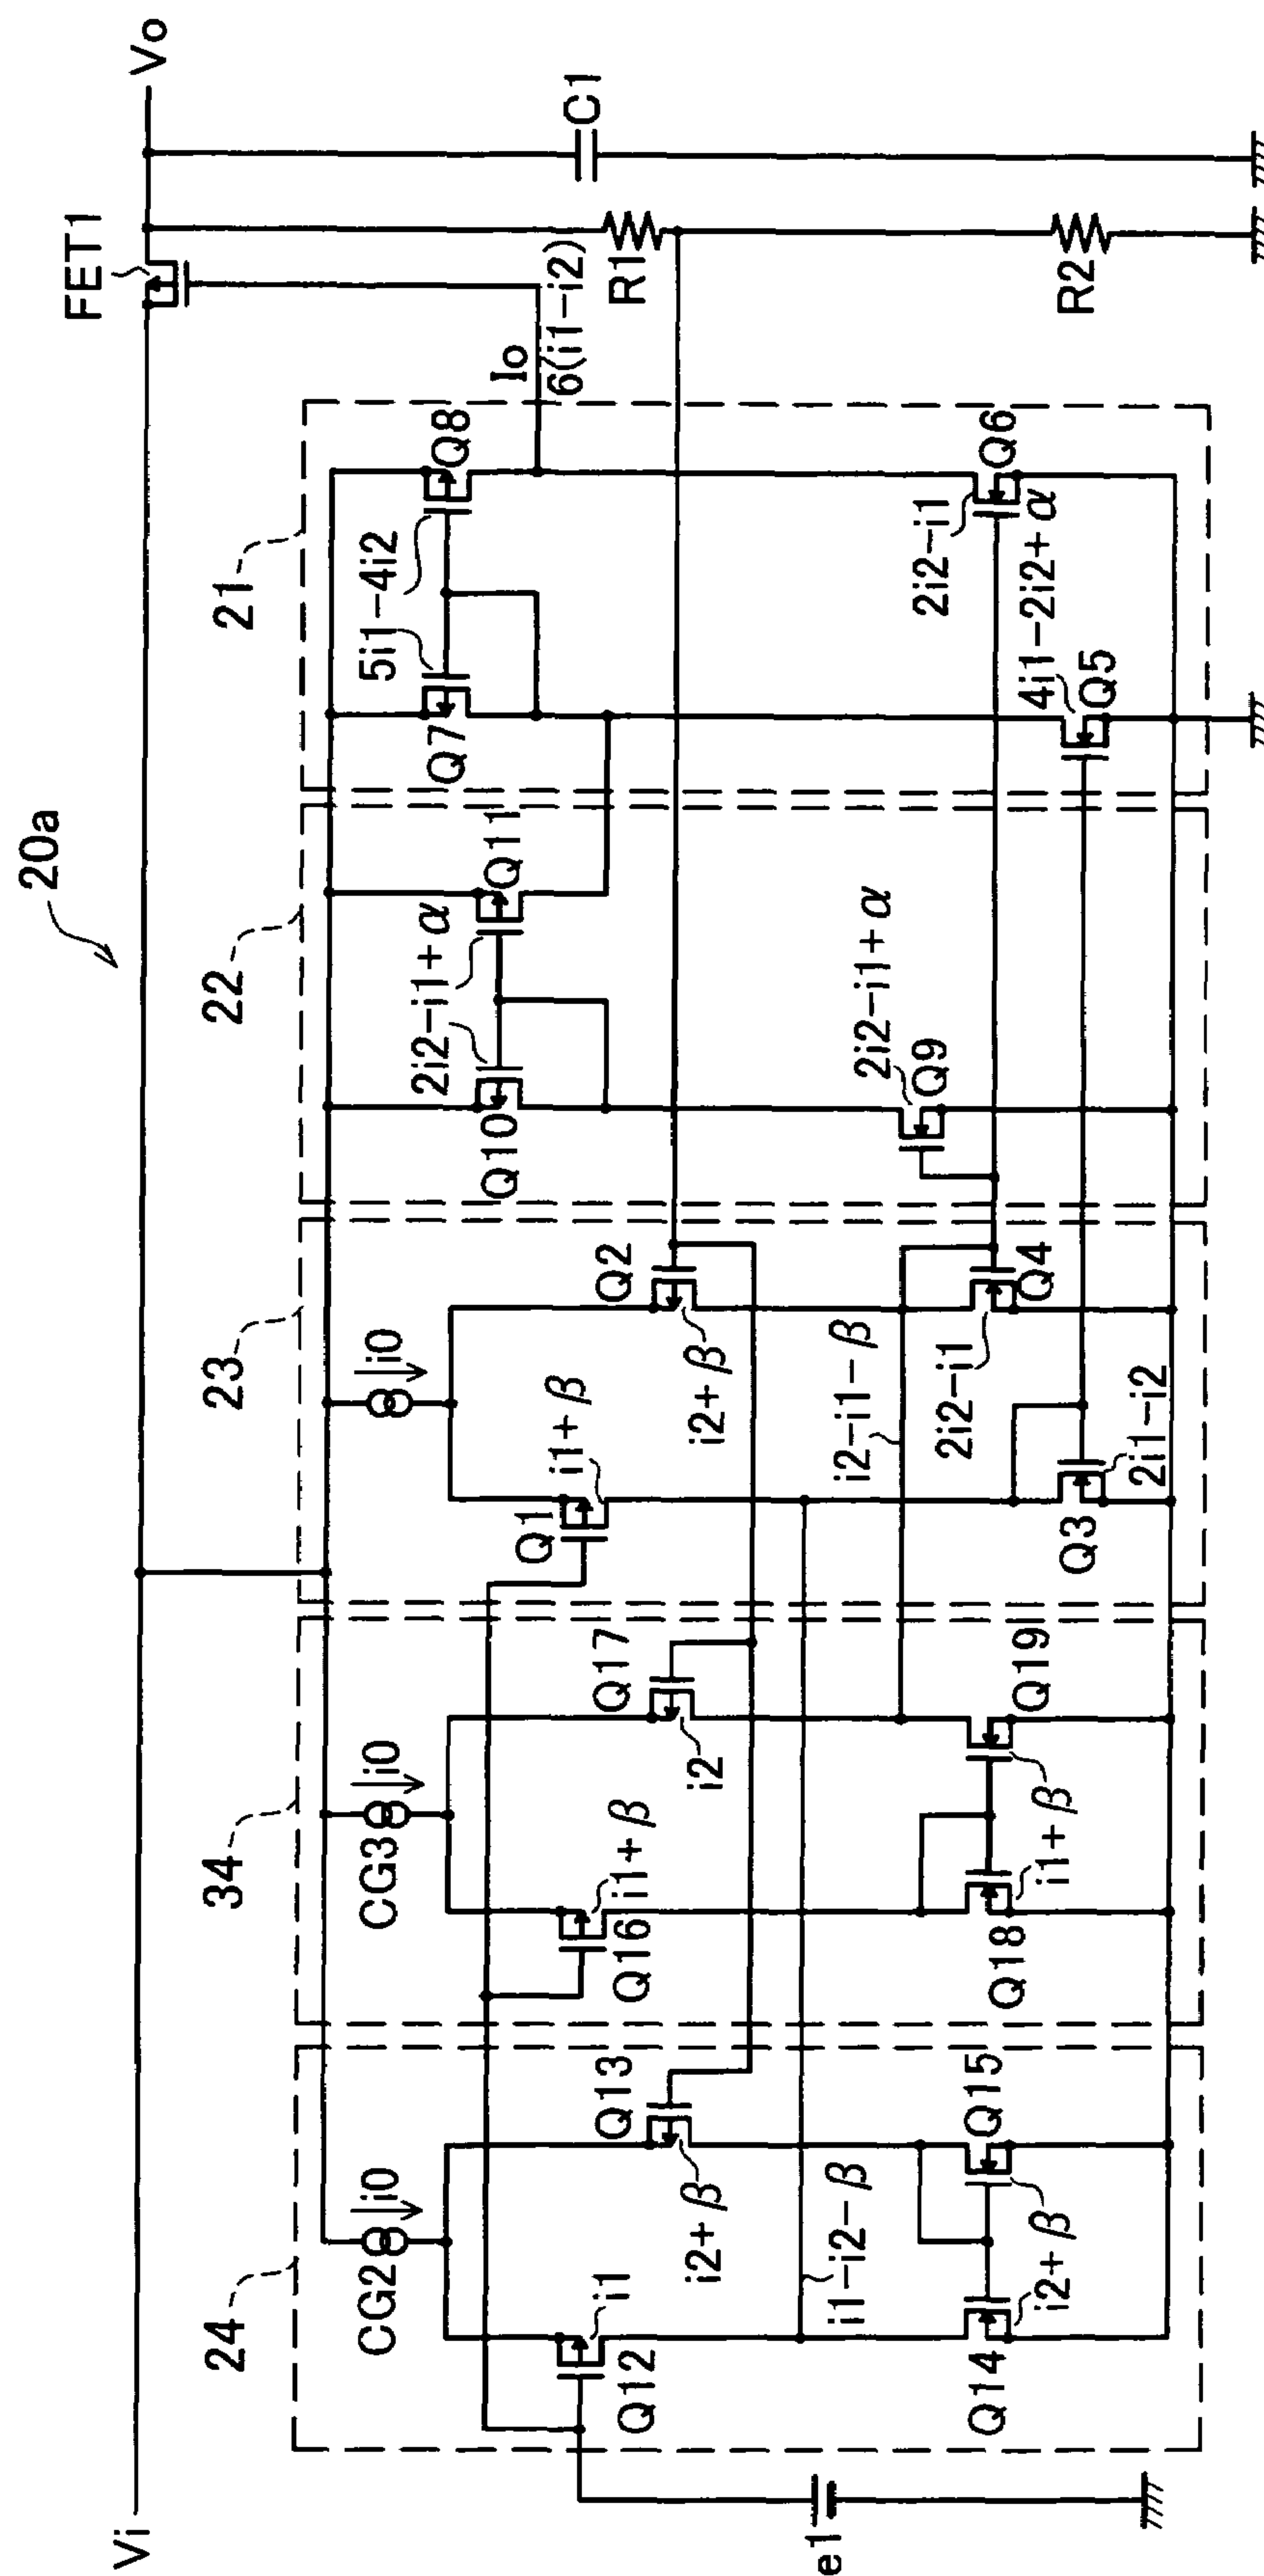 20a
Vi
Vo
FET1
C1
R1
R2
Io
6(i1-i2)
24
34
23
22
21
CG2
i0
CG3
i0
i0
Q12
i1
Q13
i2+β
i1-i2-β
Q14
i2+β
Q15
β
e1
Q16
i1+β
Q17
i2
Q18
i1+β
Q19
β
Q1
i1+β
Q2
i2+β
i2-i1-β
2i2-i1
Q4
Q3
2i1-i2
Q10
2i2-i1+α
Q11
2i2-i1+α
Q9
Q7
5i1-4i2
Q8
2i2-i1
Q6
4i1-2i2+α
Q5